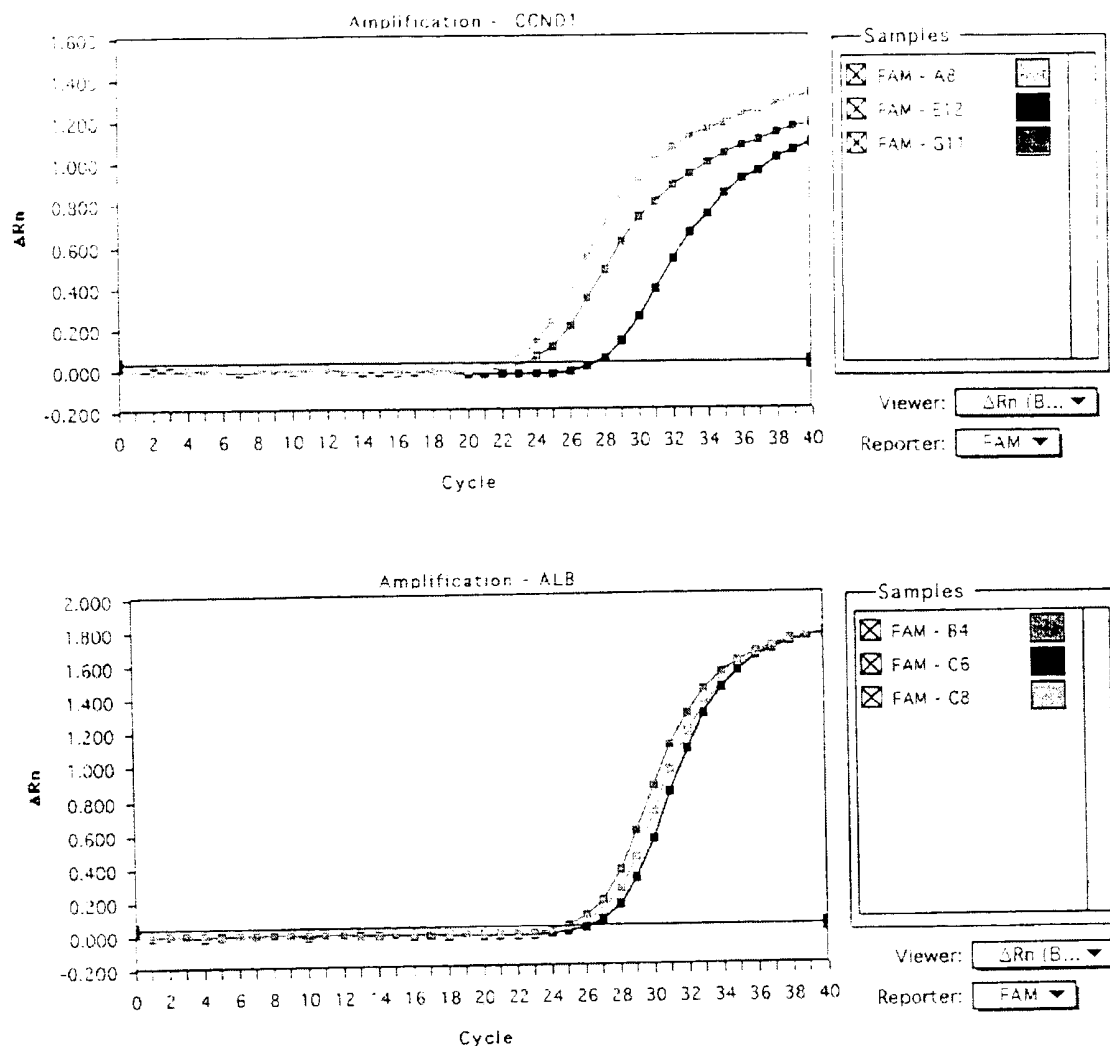 Amplification - CCND1
1.600
1.400
1.200
1.000
0.800
0.600
0.400
0.200
0.000
-0.200
ΔRn
0 2 4 6 8 10 12 14 16 18 20 22 24 26 28 30 32 34 36 38 40
Cycle
Samples
FAM - A8
FAM - E12
FAM - G11
Viewer: ΔRn (B... ▼
Reporter: FAM ▼
Amplification - ALB
2.000
1.800
1.600
1.400
1.200
1.000
0.800
0.600
0.400
0.200
0.000
-0.200
ΔRn
0 2 4 6 8 10 12 14 16 18 20 22 24 26 28 30 32 34 36 38 40
Cycle
Samples
FAM - B4
FAM - C6
FAM - C8
Viewer: ΔRn (B... ▼
Reporter: FAM ▼